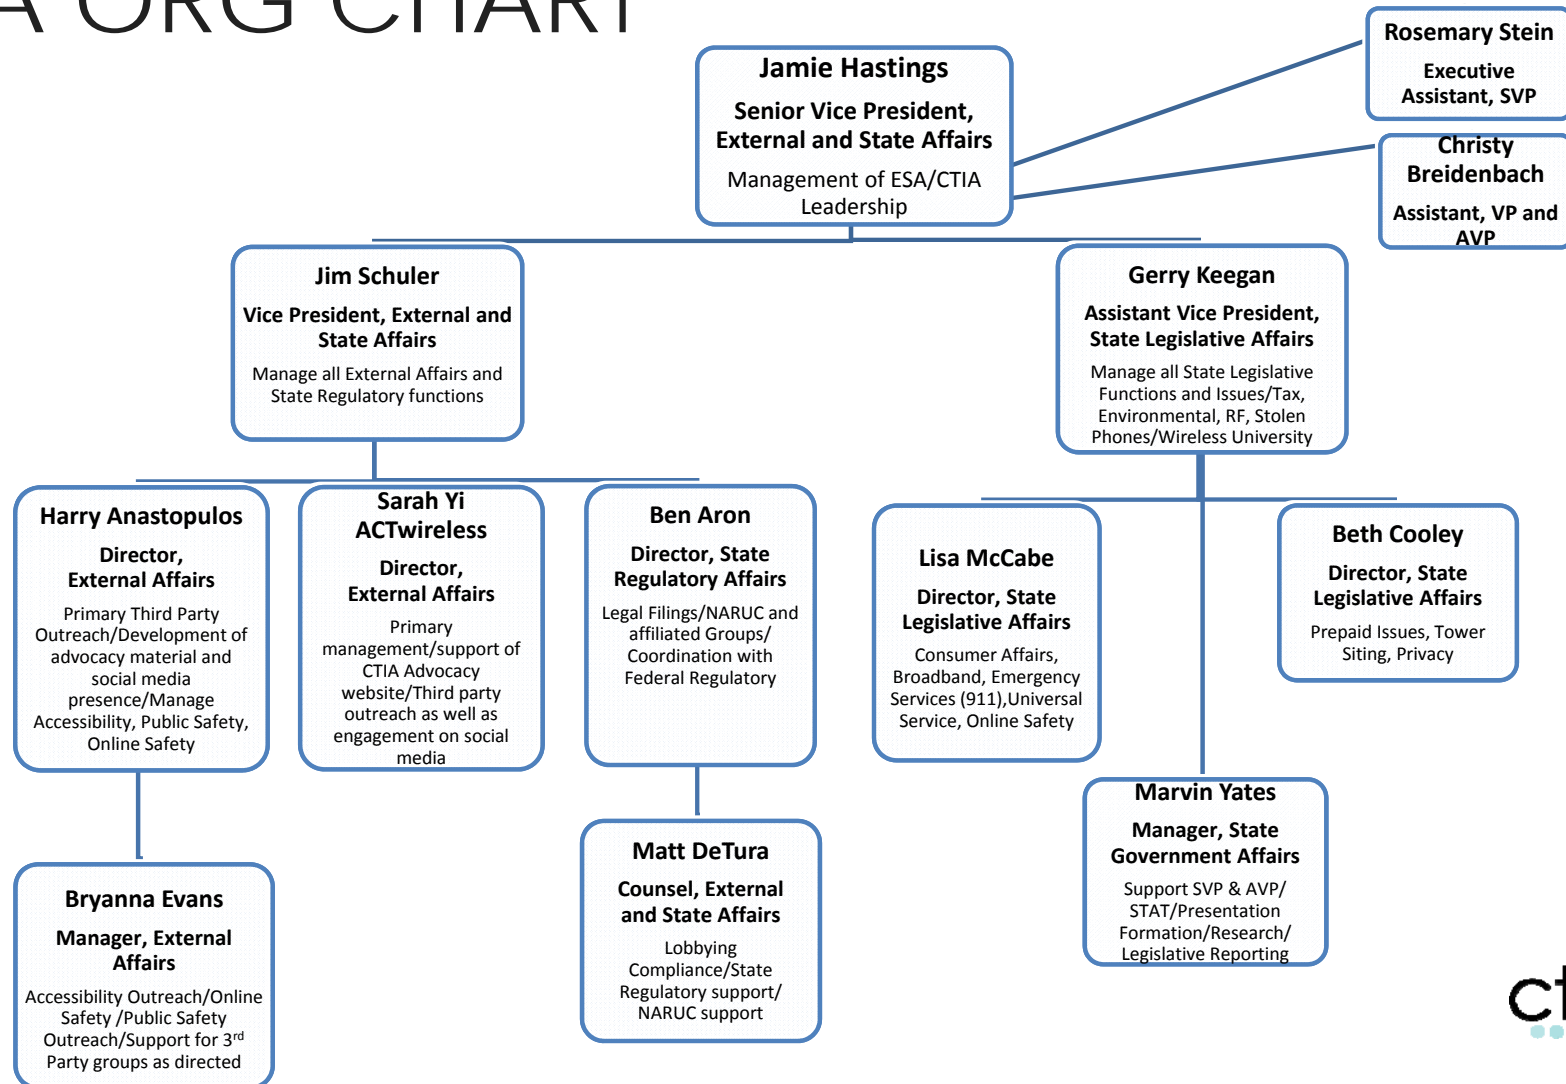 A ORG CHART
Jamie Hastings
Senior Vice President,
External and State Affairs
Management of ESA/CTIA
Leadership
Rosemary Stein
Executive
Assistant, SVP
Christy
Breidenbach
Assistant, VP and
AVP
Jim Schuler
Vice President, External and
State Affairs
Manage all External Affairs and
State Regulatory functions
Gerry Keegan
Assistant Vice President,
State Legislative Affairs
Manage all State Legislative
Functions and Issues/Tax,
Environmental, RF, Stolen
Phones/Wireless University
Harry Anastopulos
Director,
External Affairs
Primary Third Party
Outreach/Development of
advocacy material and
social media
presence/Manage
Accessibility, Public Safety,
Online Safety
Sarah Yi
ACTwireless
Director,
External Affairs
Primary
management/support of
CTIA Advocacy
website/Third party
outreach as well as
engagement on social
media
Ben Aron
Director, State
Regulatory Affairs
Legal Filings/NARUC and
affiliated Groups/
Coordination with
Federal Regulatory
Lisa McCabe
Director, State
Legislative Affairs
Consumer Affairs,
Broadband, Emergency
Services (911),Universal
Service, Online Safety
Beth Cooley
Director, State
Legislative Affairs
Prepaid Issues, Tower
Siting, Privacy
Bryanna Evans
Manager, External
Affairs
Accessibility Outreach/Online
Safety /Public Safety
Outreach/Support for 3rd
Party groups as directed
Matt DeTura
Counsel, External
and State Affairs
Lobbying
Compliance/State
Regulatory support/
NARUC support
Marvin Yates
Manager, State
Government Affairs
Support SVP & AVP/
STAT/Presentation
Formation/Research/
Legislative Reporting